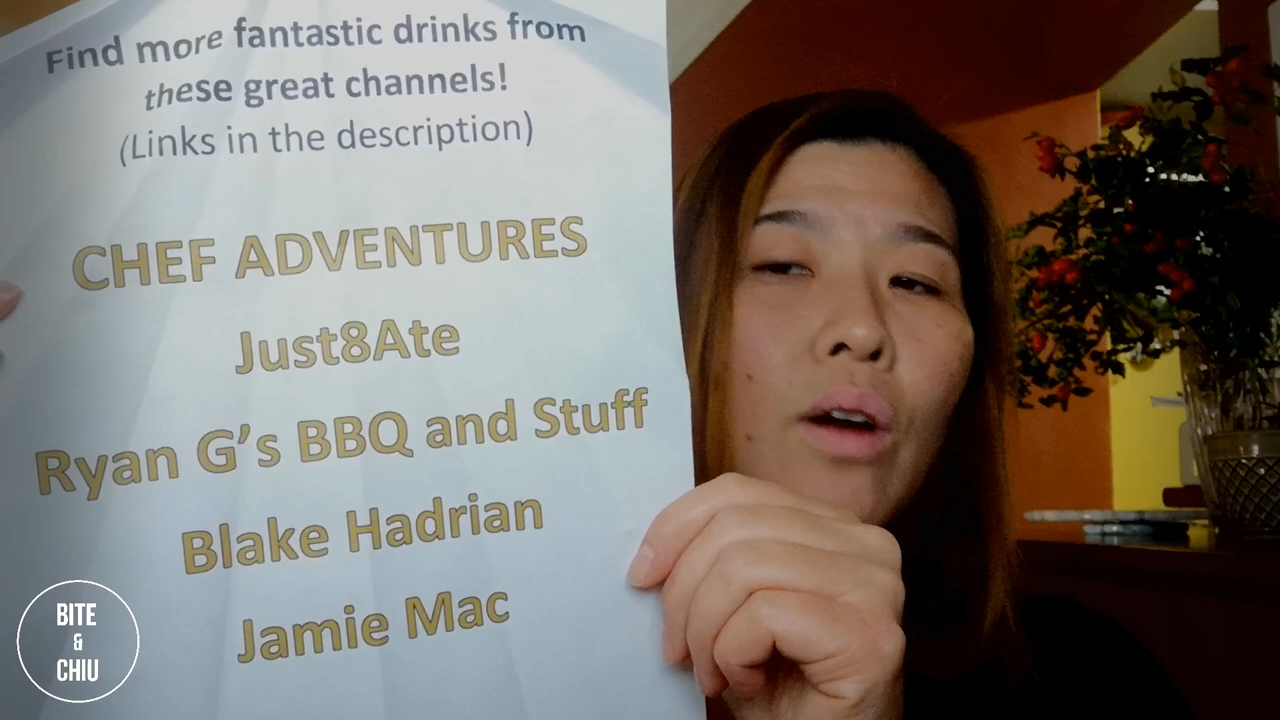 Find more fantastic drinks from
these great channels!
(Links in the description)
CHEF ADVENTURES
Just8Ate
Ryan G's BBQ and Stuff
Blake Hadrian
Jamie Mac
BITE
&
CHIU